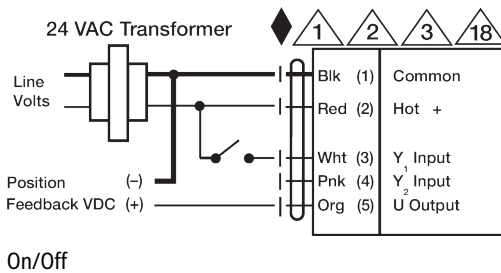 24 VAC Transformer
1 2 3 18
Line
Volts
Blk (1) Common
Red (2) Hot +
Wht (3) Y1 Input
Pnk (4) Y2 Input
Org (5) U Output
Position (–)
Feedback VDC (+)
On/Off